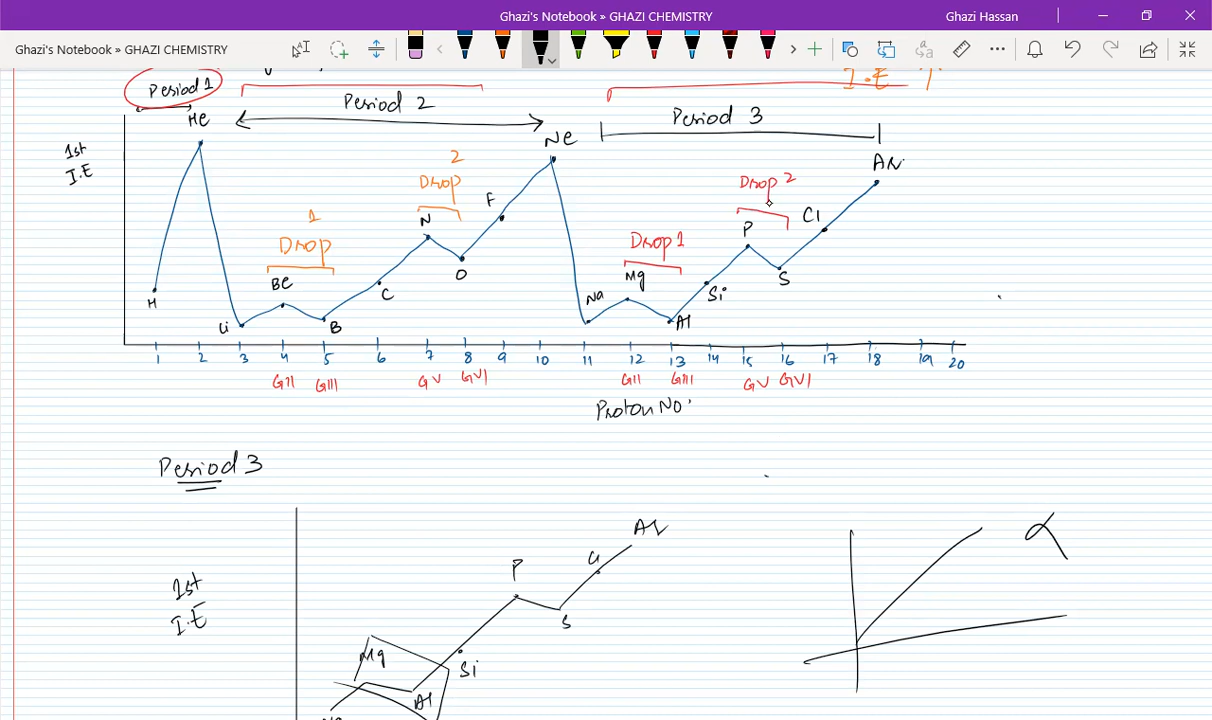 Ghazi's Notebook » GHAZI CHEMISTRY
Ghazi Hassan
Ghazi's Notebook » GHAZI CHEMISTRY
I.E
Period 1
Period 2
Period 3
1st
I.E
He
Ne
AR
2
Drop
Drop 2
1
Drop
Drop 1
H
Li
Be
B
C
N
O
F
Na
Mg
Al
Si
P
S
Cl
1 2 3 4 5 6 7 8 9 10 11 12 13 14 15 16 17 18 19 20
GII GIII GV GVI GII GIII GV GVI
Proton No.
Period 3
1st
I.E
Mg
Al
Si
P
S
Cl
Ar
α